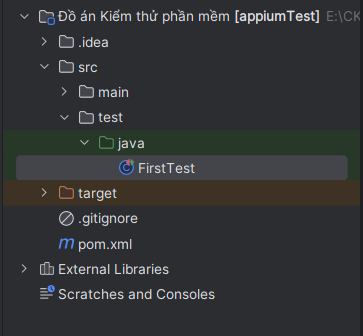 Đồ án Kiểm thử phần mềm [appiumTest] E:\CK
.idea
src
main
test
java
FirstTest
target
.gitignore
pom.xml
External Libraries
Scratches and Consoles